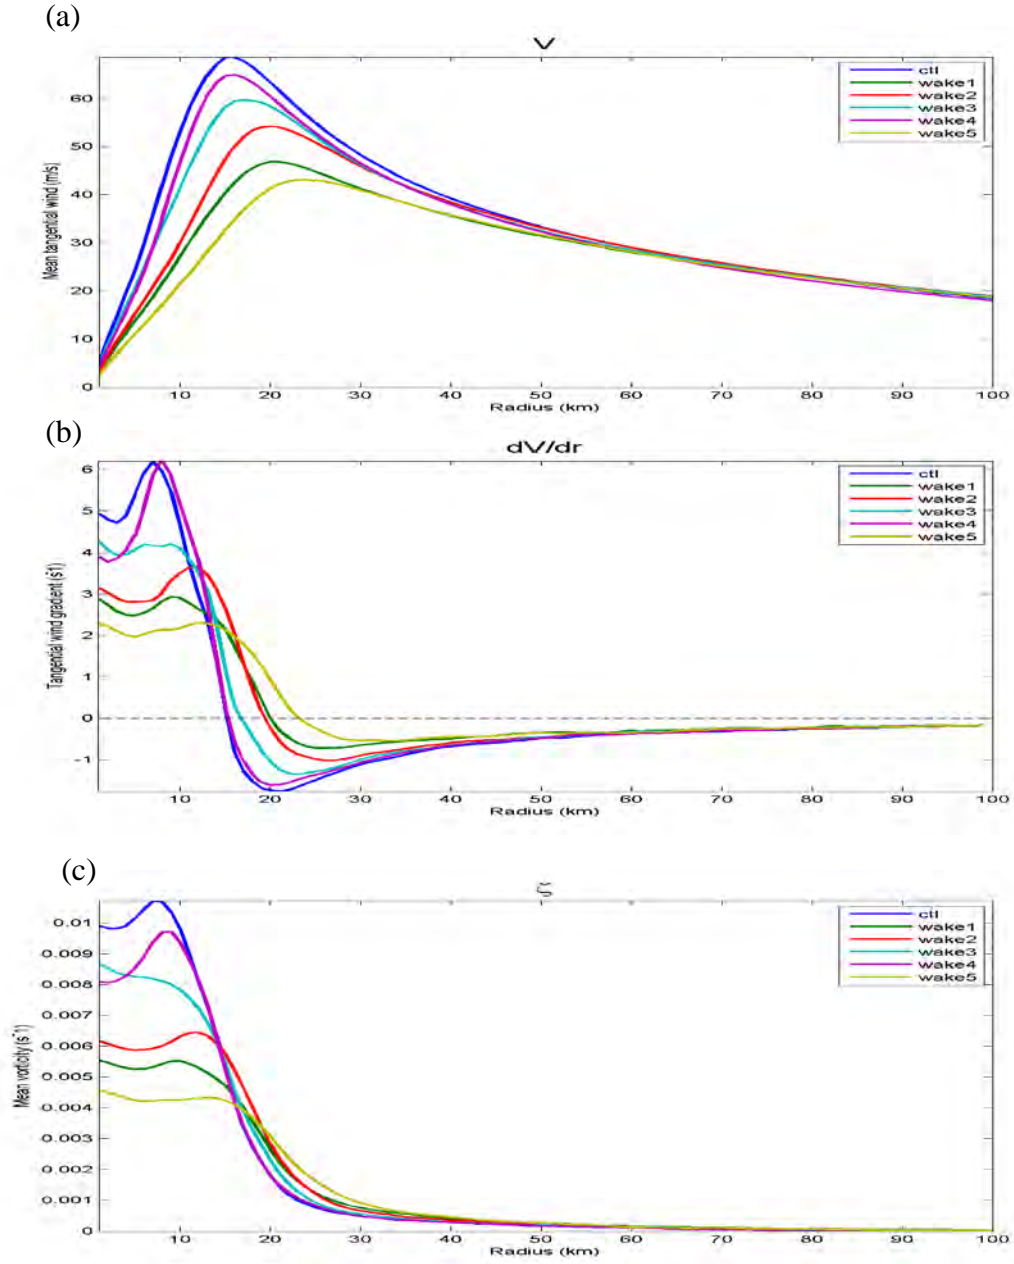 (a)
V
Mean tangential wind (m/s)
60
50
40
30
20
10
0
ctl
wake1
wake2
wake3
wake4
wake5
10 20 30 40 50 60 70 80 90 100
Radius (km)
(b)
dV/dr
Tangential wind gradient (s1)
6
5
4
3
2
1
0
-1
ctl
wake1
wake2
wake3
wake4
wake5
10 20 30 40 50 60 70 80 90 100
Radius (km)
(c)
Mean vorticity (s-1)
0.01
0.009
0.008
0.007
0.006
0.005
0.004
0.003
0.002
0.001
0
ctl
wake1
wake2
wake3
wake4
wake5
10 20 30 40 50 60 70 80 90 100
Radius (km)